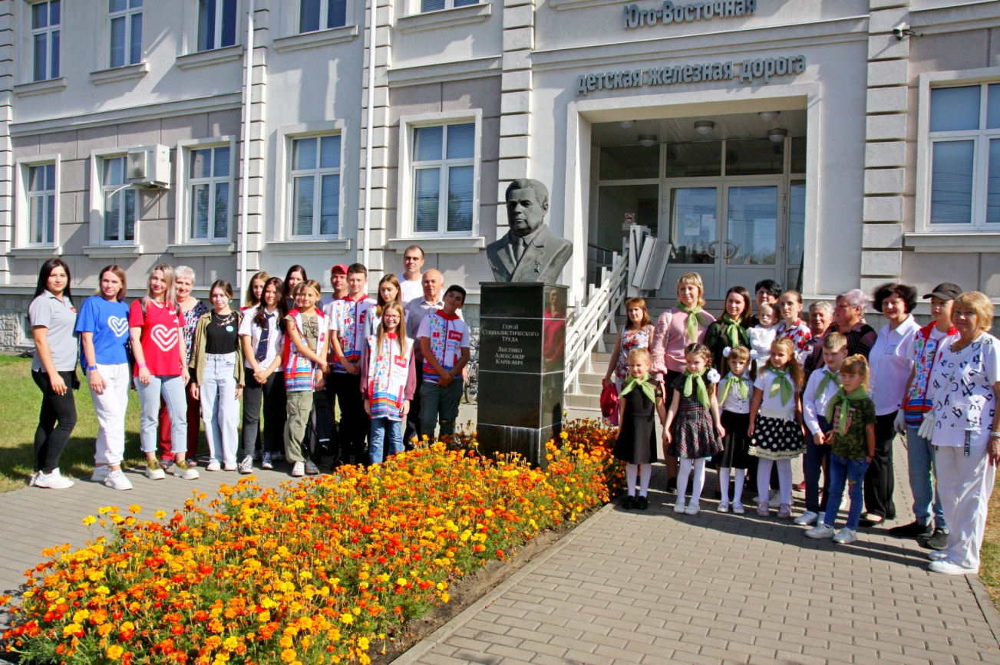 Юго-Восточная
детская железная дорога
Герой
Социалистического
Труда
Лысенко
Александр
Карпович